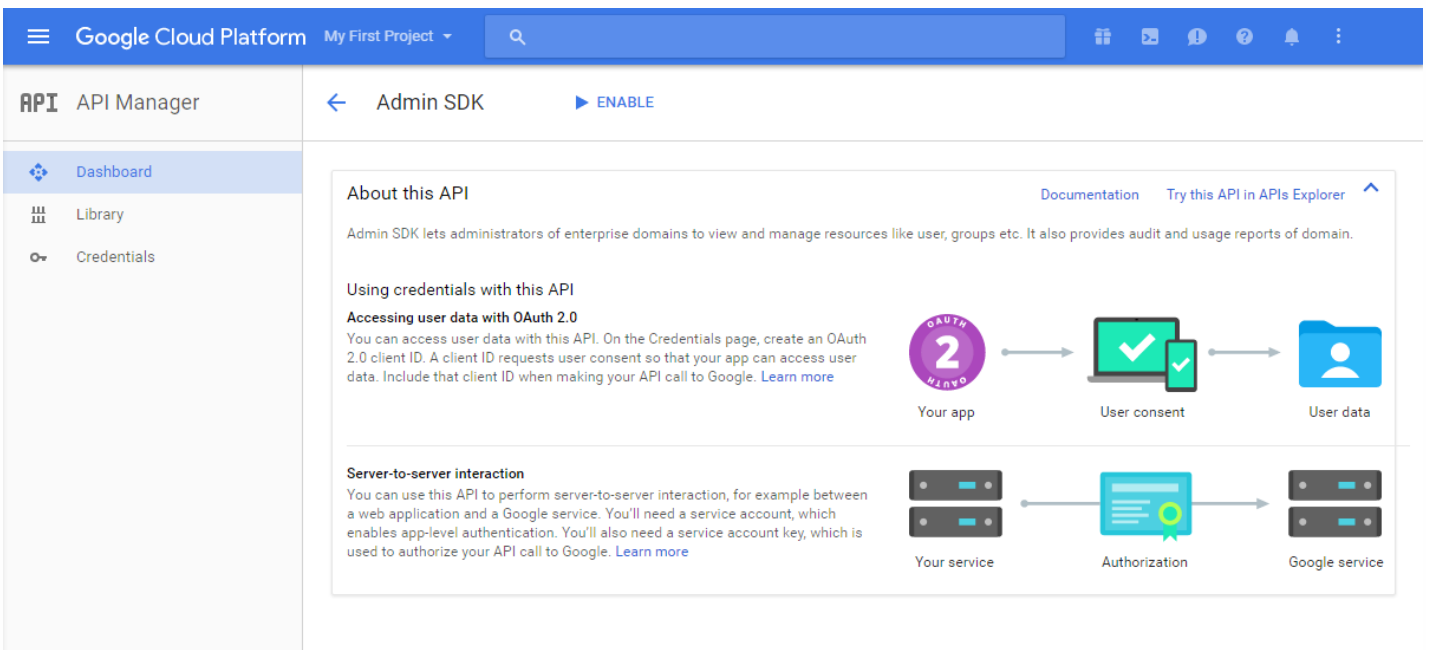 Google Cloud Platform My First Project
API API Manager
Admin SDK ENABLE
Dashboard
Library
Credentials
About this API Documentation Try this API in APIs Explorer
Admin SDK lets administrators of enterprise domains to view and manage resources like user, groups etc. It also provides audit and usage reports of domain.
Using credentials with this API
Accessing user data with OAuth 2.0
You can access user data with this API. On the Credentials page, create an OAuth
2.0 client ID. A client ID requests user consent so that your app can access user
data. Include that client ID when making your API call to Google. Learn more
OAUTH
2
OAUTH
Your app User consent User data
Server-to-server interaction
You can use this API to perform server-to-server interaction, for example between
a web application and a Google service. You'll need a service account, which
enables app-level authentication. You'll also need a service account key, which is
used to authorize your API call to Google. Learn more
Your service Authorization Google service